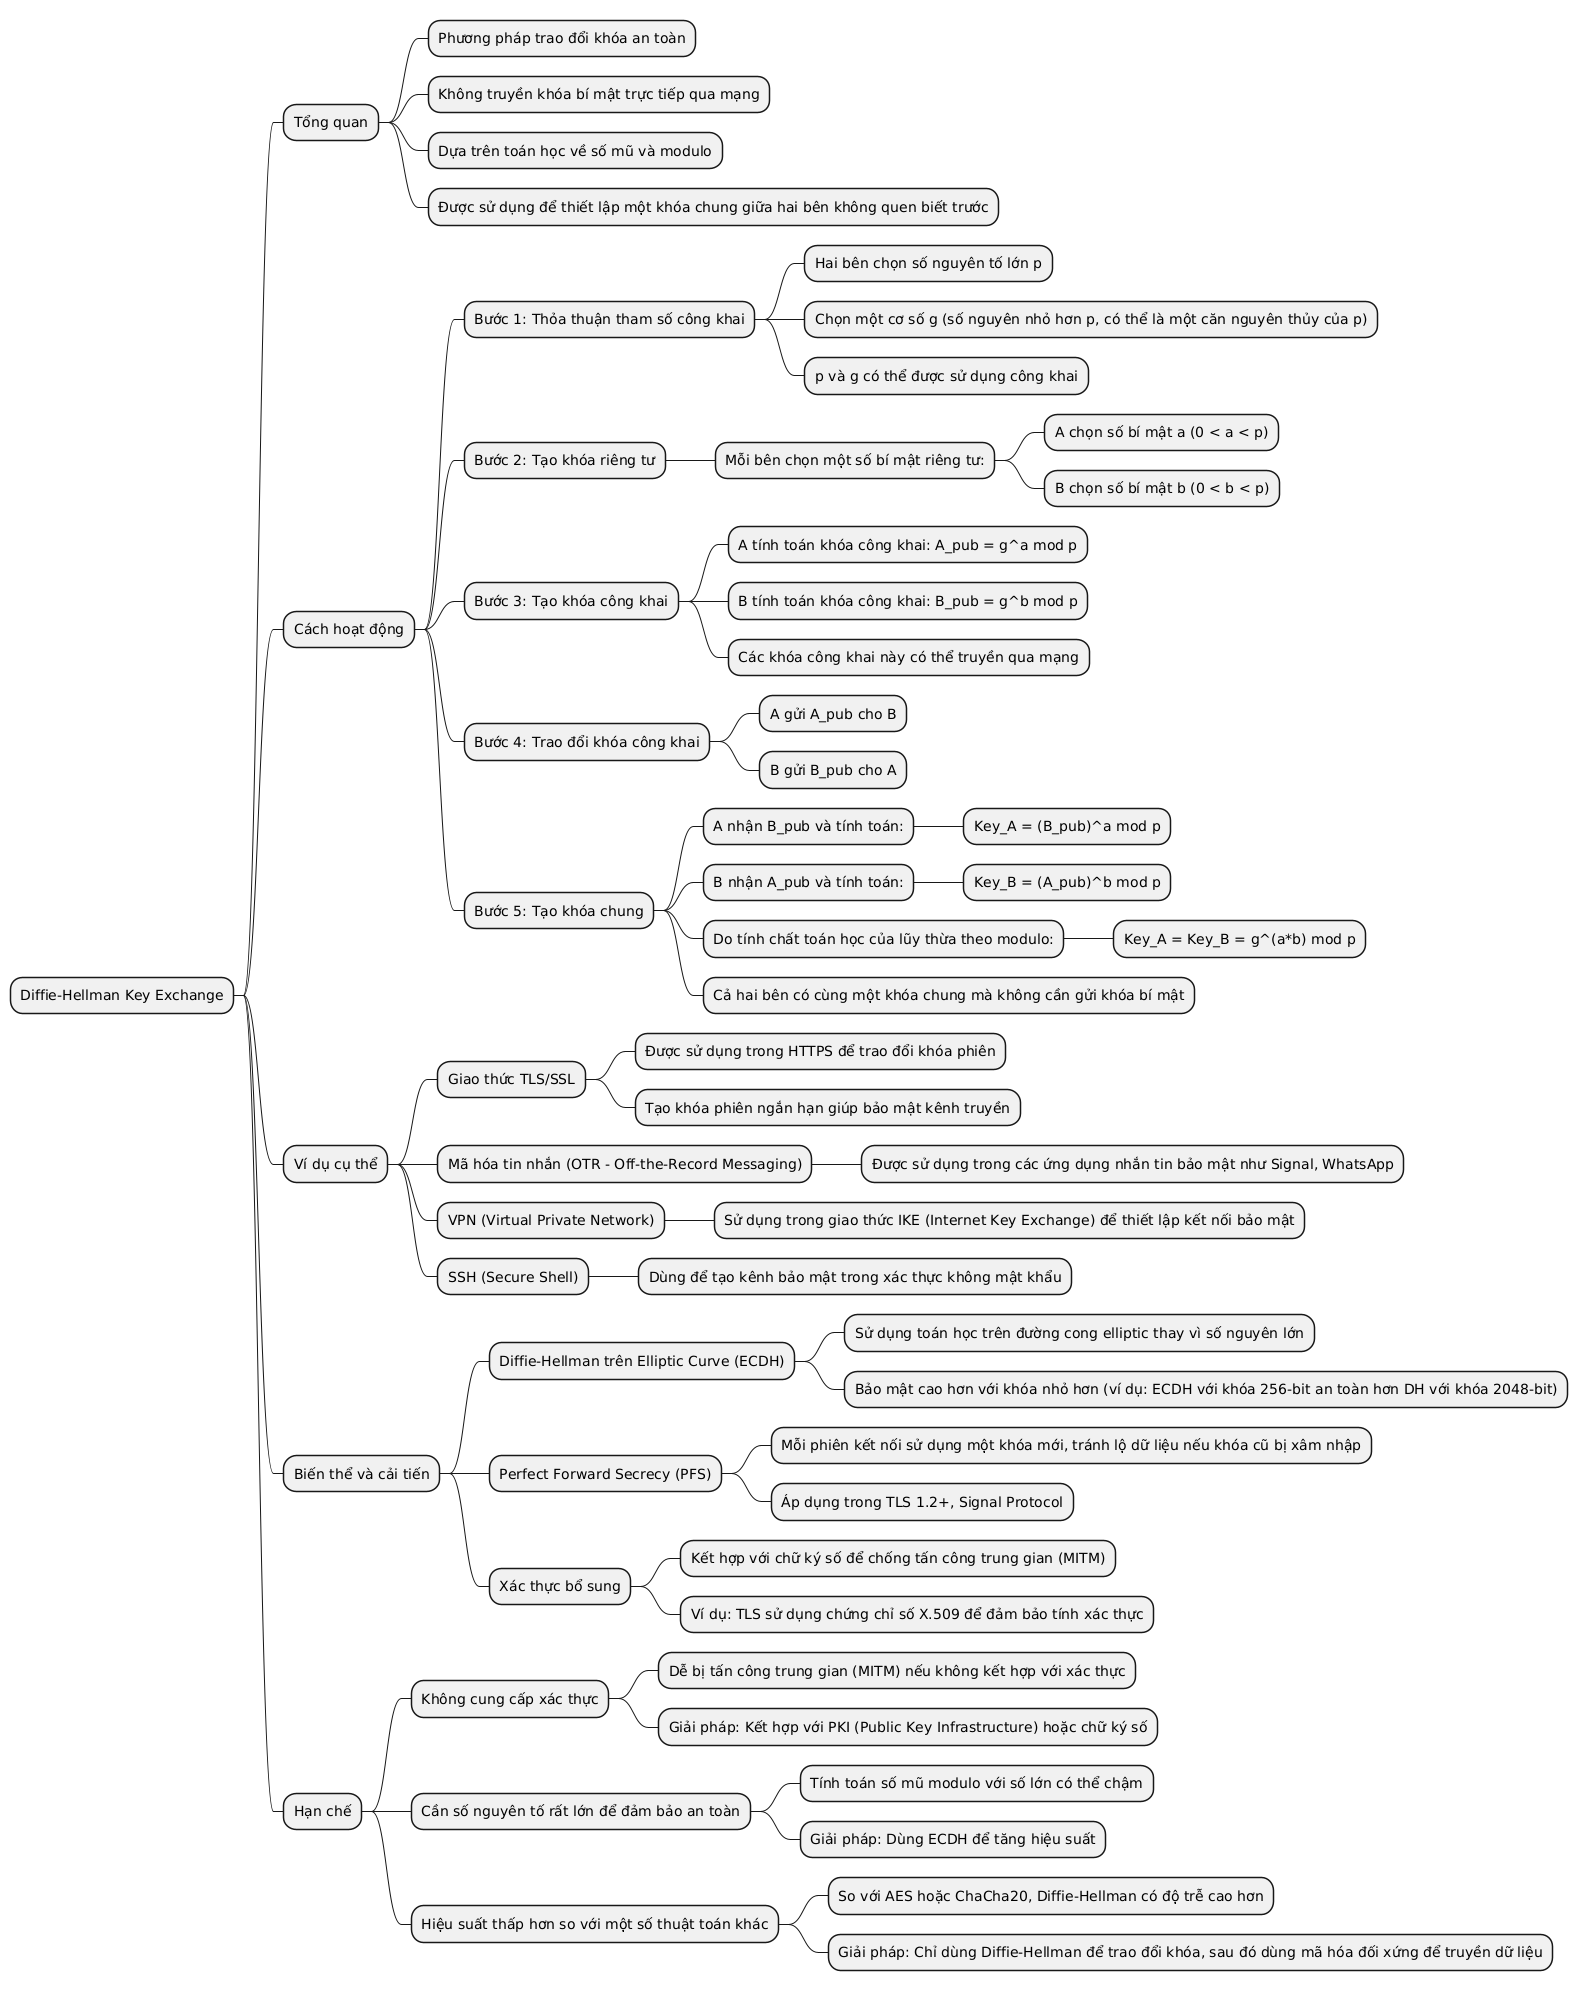 Diffie-Hellman Key Exchange
Tổng quan
Phương pháp trao đổi khóa an toàn
Không truyền khóa bí mật trực tiếp qua mạng
Dựa trên toán học về số mũ và modulo
Được sử dụng để thiết lập một khóa chung giữa hai bên không quen biết trước
Cách hoạt động
Bước 1: Thỏa thuận tham số công khai
Hai bên chọn số nguyên tố lớn p
Chọn một cơ số g (số nguyên nhỏ hơn p, có thể là một căn nguyên thủy của p)
p và g có thể được sử dụng công khai
Bước 2: Tạo khóa riêng tư
Mỗi bên chọn một số bí mật riêng tư:
A chọn số bí mật a (0 < a < p)
B chọn số bí mật b (0 < b < p)
Bước 3: Tạo khóa công khai
A tính toán khóa công khai: A_pub = g^a mod p
B tính toán khóa công khai: B_pub = g^b mod p
Các khóa công khai này có thể truyền qua mạng
Bước 4: Trao đổi khóa công khai
A gửi A_pub cho B
B gửi B_pub cho A
Bước 5: Tạo khóa chung
A nhận B_pub và tính toán:
Key_A = (B_pub)^a mod p
B nhận A_pub và tính toán:
Key_B = (A_pub)^b mod p
Do tính chất toán học của lũy thừa theo modulo:
Key_A = Key_B = g^(a*b) mod p
Cả hai bên có cùng một khóa chung mà không cần gửi khóa bí mật
Ví dụ cụ thể
Giao thức TLS/SSL
Được sử dụng trong HTTPS để trao đổi khóa phiên
Tạo khóa phiên ngắn hạn giúp bảo mật kênh truyền
Mã hóa tin nhắn (OTR - Off-the-Record Messaging)
Được sử dụng trong các ứng dụng nhắn tin bảo mật như Signal, WhatsApp
VPN (Virtual Private Network)
Sử dụng trong giao thức IKE (Internet Key Exchange) để thiết lập kết nối bảo mật
SSH (Secure Shell)
Dùng để tạo kênh bảo mật trong xác thực không mật khẩu
Biến thể và cải tiến
Diffie-Hellman trên Elliptic Curve (ECDH)
Sử dụng toán học trên đường cong elliptic thay vì số nguyên lớn
Bảo mật cao hơn với khóa nhỏ hơn (ví dụ: ECDH với khóa 256-bit an toàn hơn DH với khóa 2048-bit)
Perfect Forward Secrecy (PFS)
Mỗi phiên kết nối sử dụng một khóa mới, tránh lộ dữ liệu nếu khóa cũ bị xâm nhập
Áp dụng trong TLS 1.2+, Signal Protocol
Xác thực bổ sung
Kết hợp với chữ ký số để chống tấn công trung gian (MITM)
Ví dụ: TLS sử dụng chứng chỉ số X.509 để đảm bảo tính xác thực
Hạn chế
Không cung cấp xác thực
Dễ bị tấn công trung gian (MITM) nếu không kết hợp với xác thực
Giải pháp: Kết hợp với PKI (Public Key Infrastructure) hoặc chữ ký số
Cần số nguyên tố rất lớn để đảm bảo an toàn
Tính toán số mũ modulo với số lớn có thể chậm
Giải pháp: Dùng ECDH để tăng hiệu suất
Hiệu suất thấp hơn so với một số thuật toán khác
So với AES hoặc ChaCha20, Diffie-Hellman có độ trễ cao hơn
Giải pháp: Chỉ dùng Diffie-Hellman để trao đổi khóa, sau đó dùng mã hóa đối xứng để truyền dữ liệu